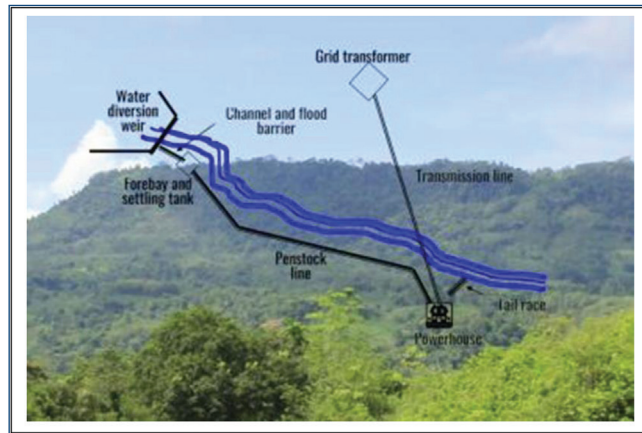 Grid transformer
Water
diversion
weir
Channel and flood
barrier
Forebay and
settling tank
Transmission line
Penstock
line
Tail race
Powerhouse